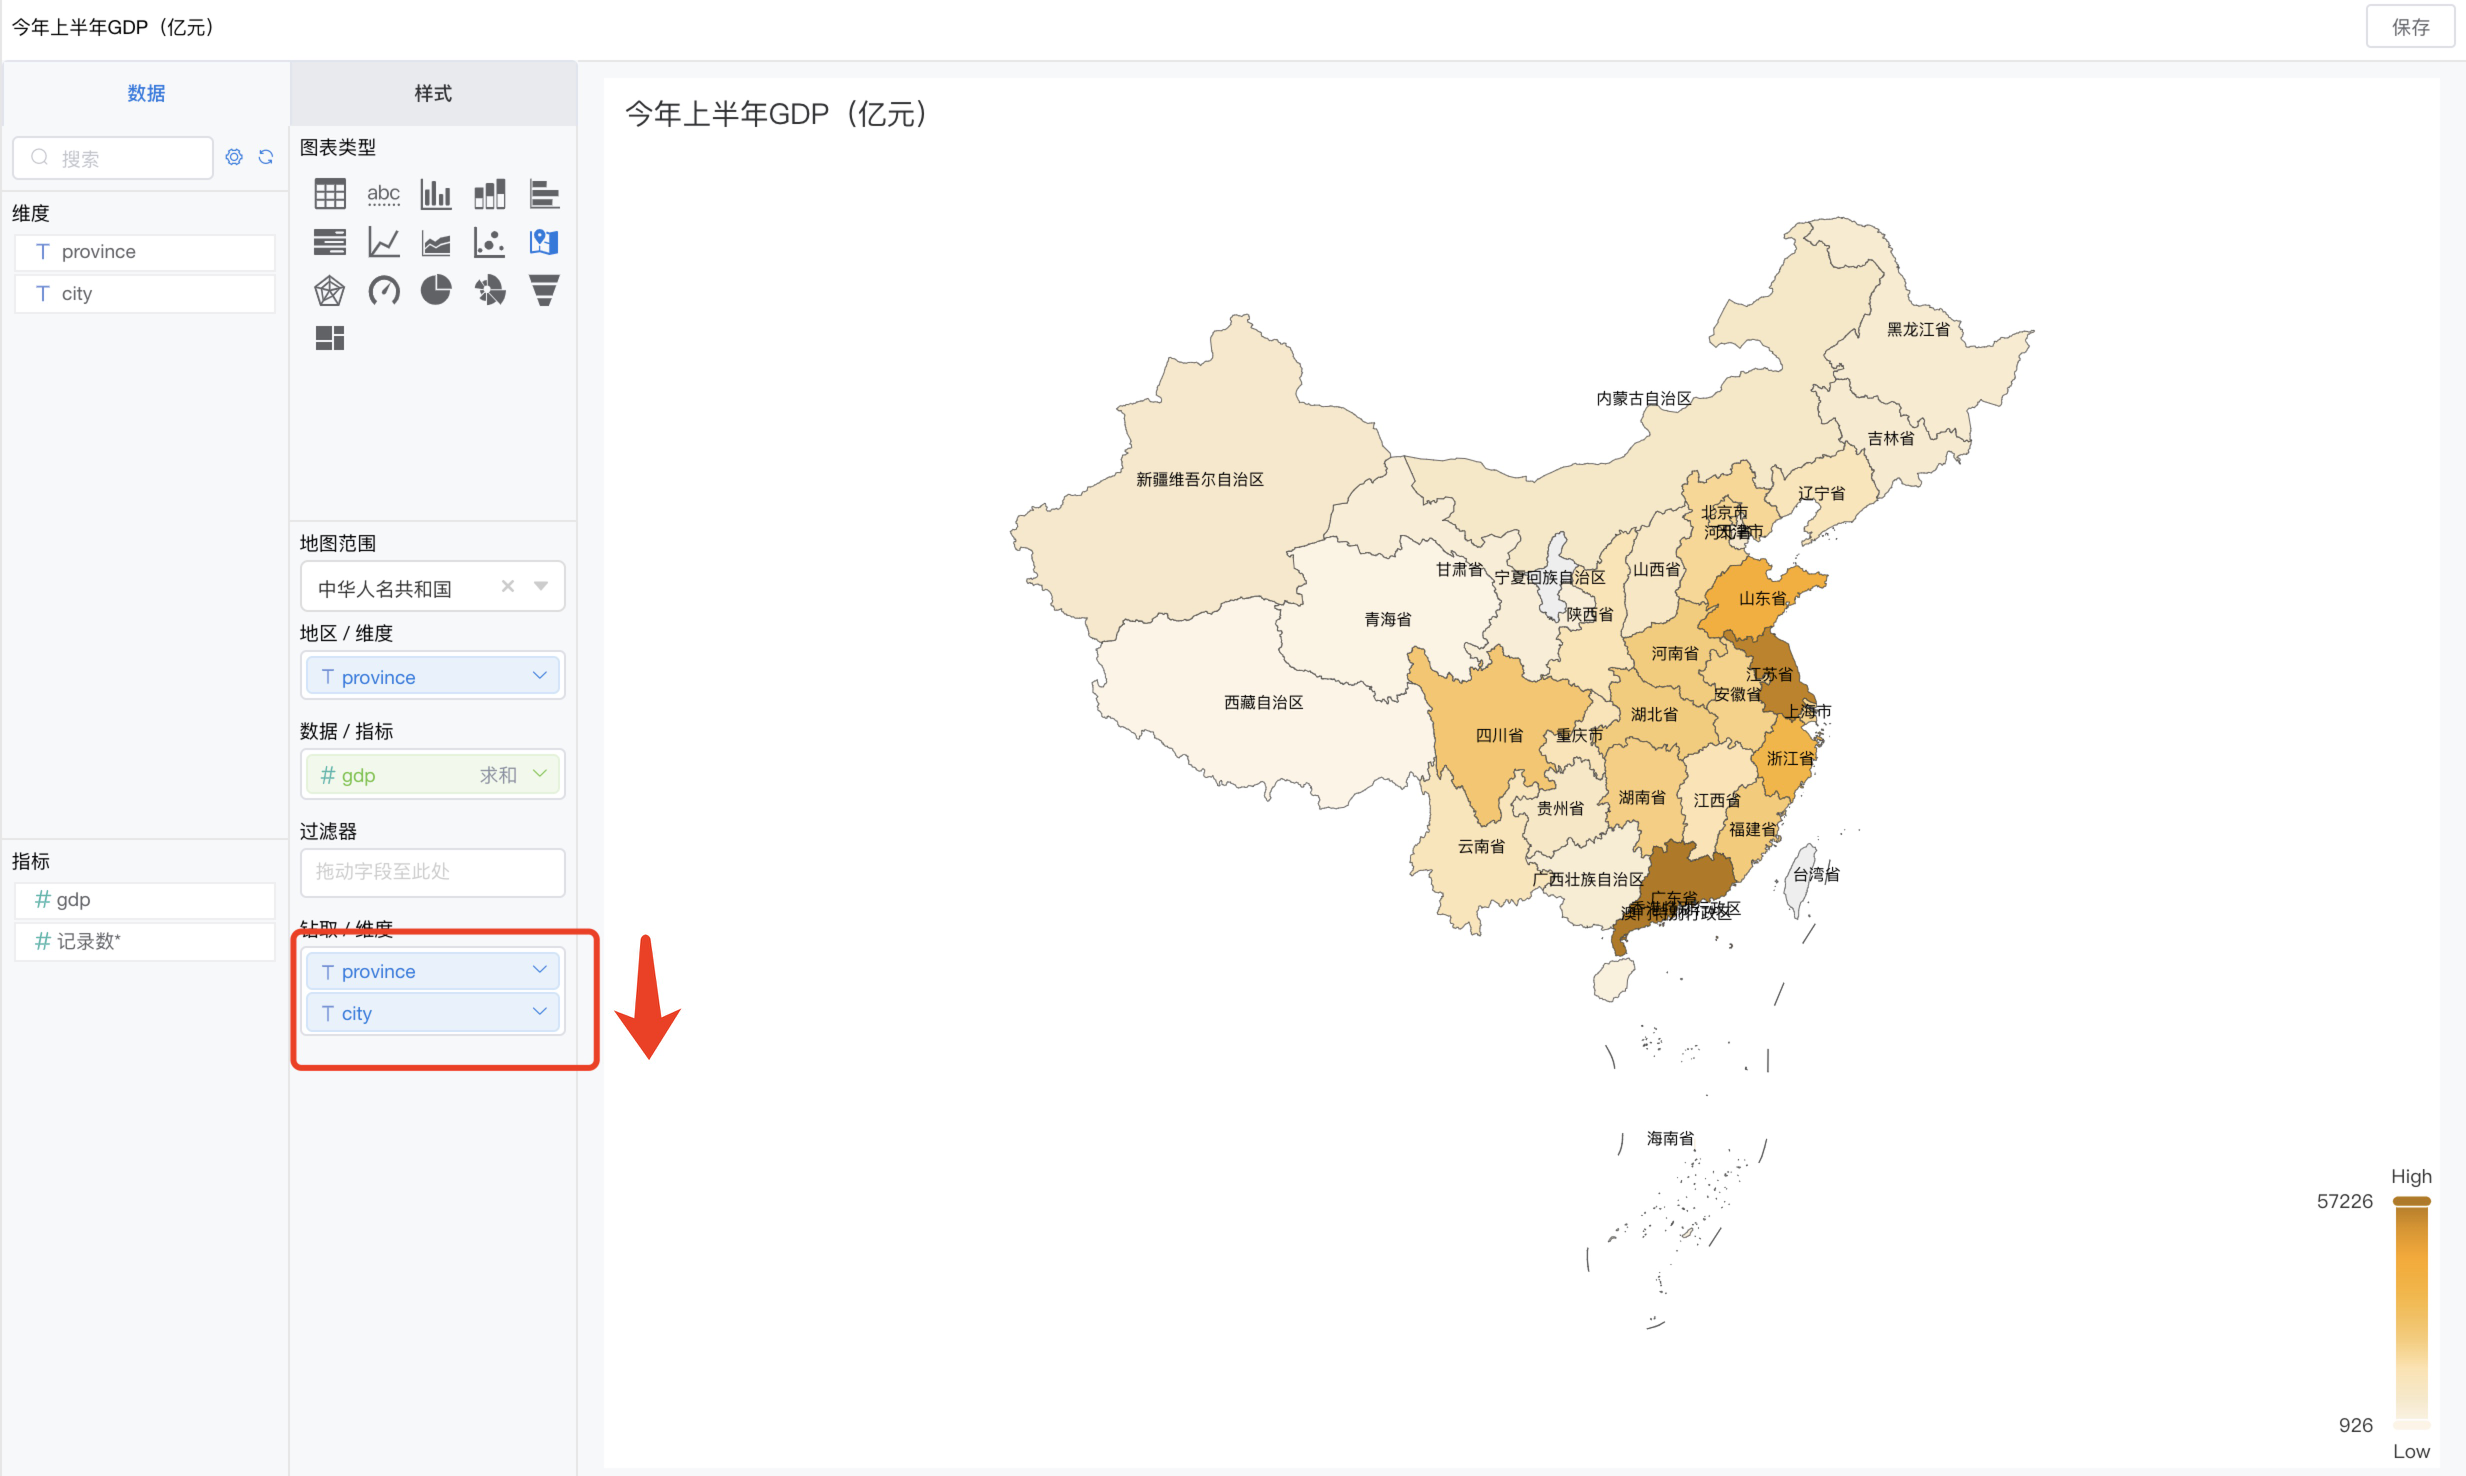 今年上半年GDP（亿元）
保存
数据
样式
搜索
维度
T province
T city
指标
# gdp
# 记录数*
图表类型
abc
地图范围
中华人名共和国
地区 / 维度
T province
数据 / 指标
# gdp 求和
过滤器
拖动字段至此处
钻取 / 维度
T province
T city
今年上半年GDP（亿元）
黑龙江省
内蒙古自治区
吉林省
新疆维吾尔自治区
辽宁省
北京市
河北省
天津市
甘肃省
宁夏回族自治区
山西省
山东省
陕西省
青海省
河南省
江苏省
安徽省
西藏自治区
上海市
湖北省
四川省
重庆市
浙江省
湖南省
江西省
贵州省
福建省
云南省
台湾省
广西壮族自治区
广东省
香港特别行政区
澳门特别行政区
海南省
High
57226
926
Low